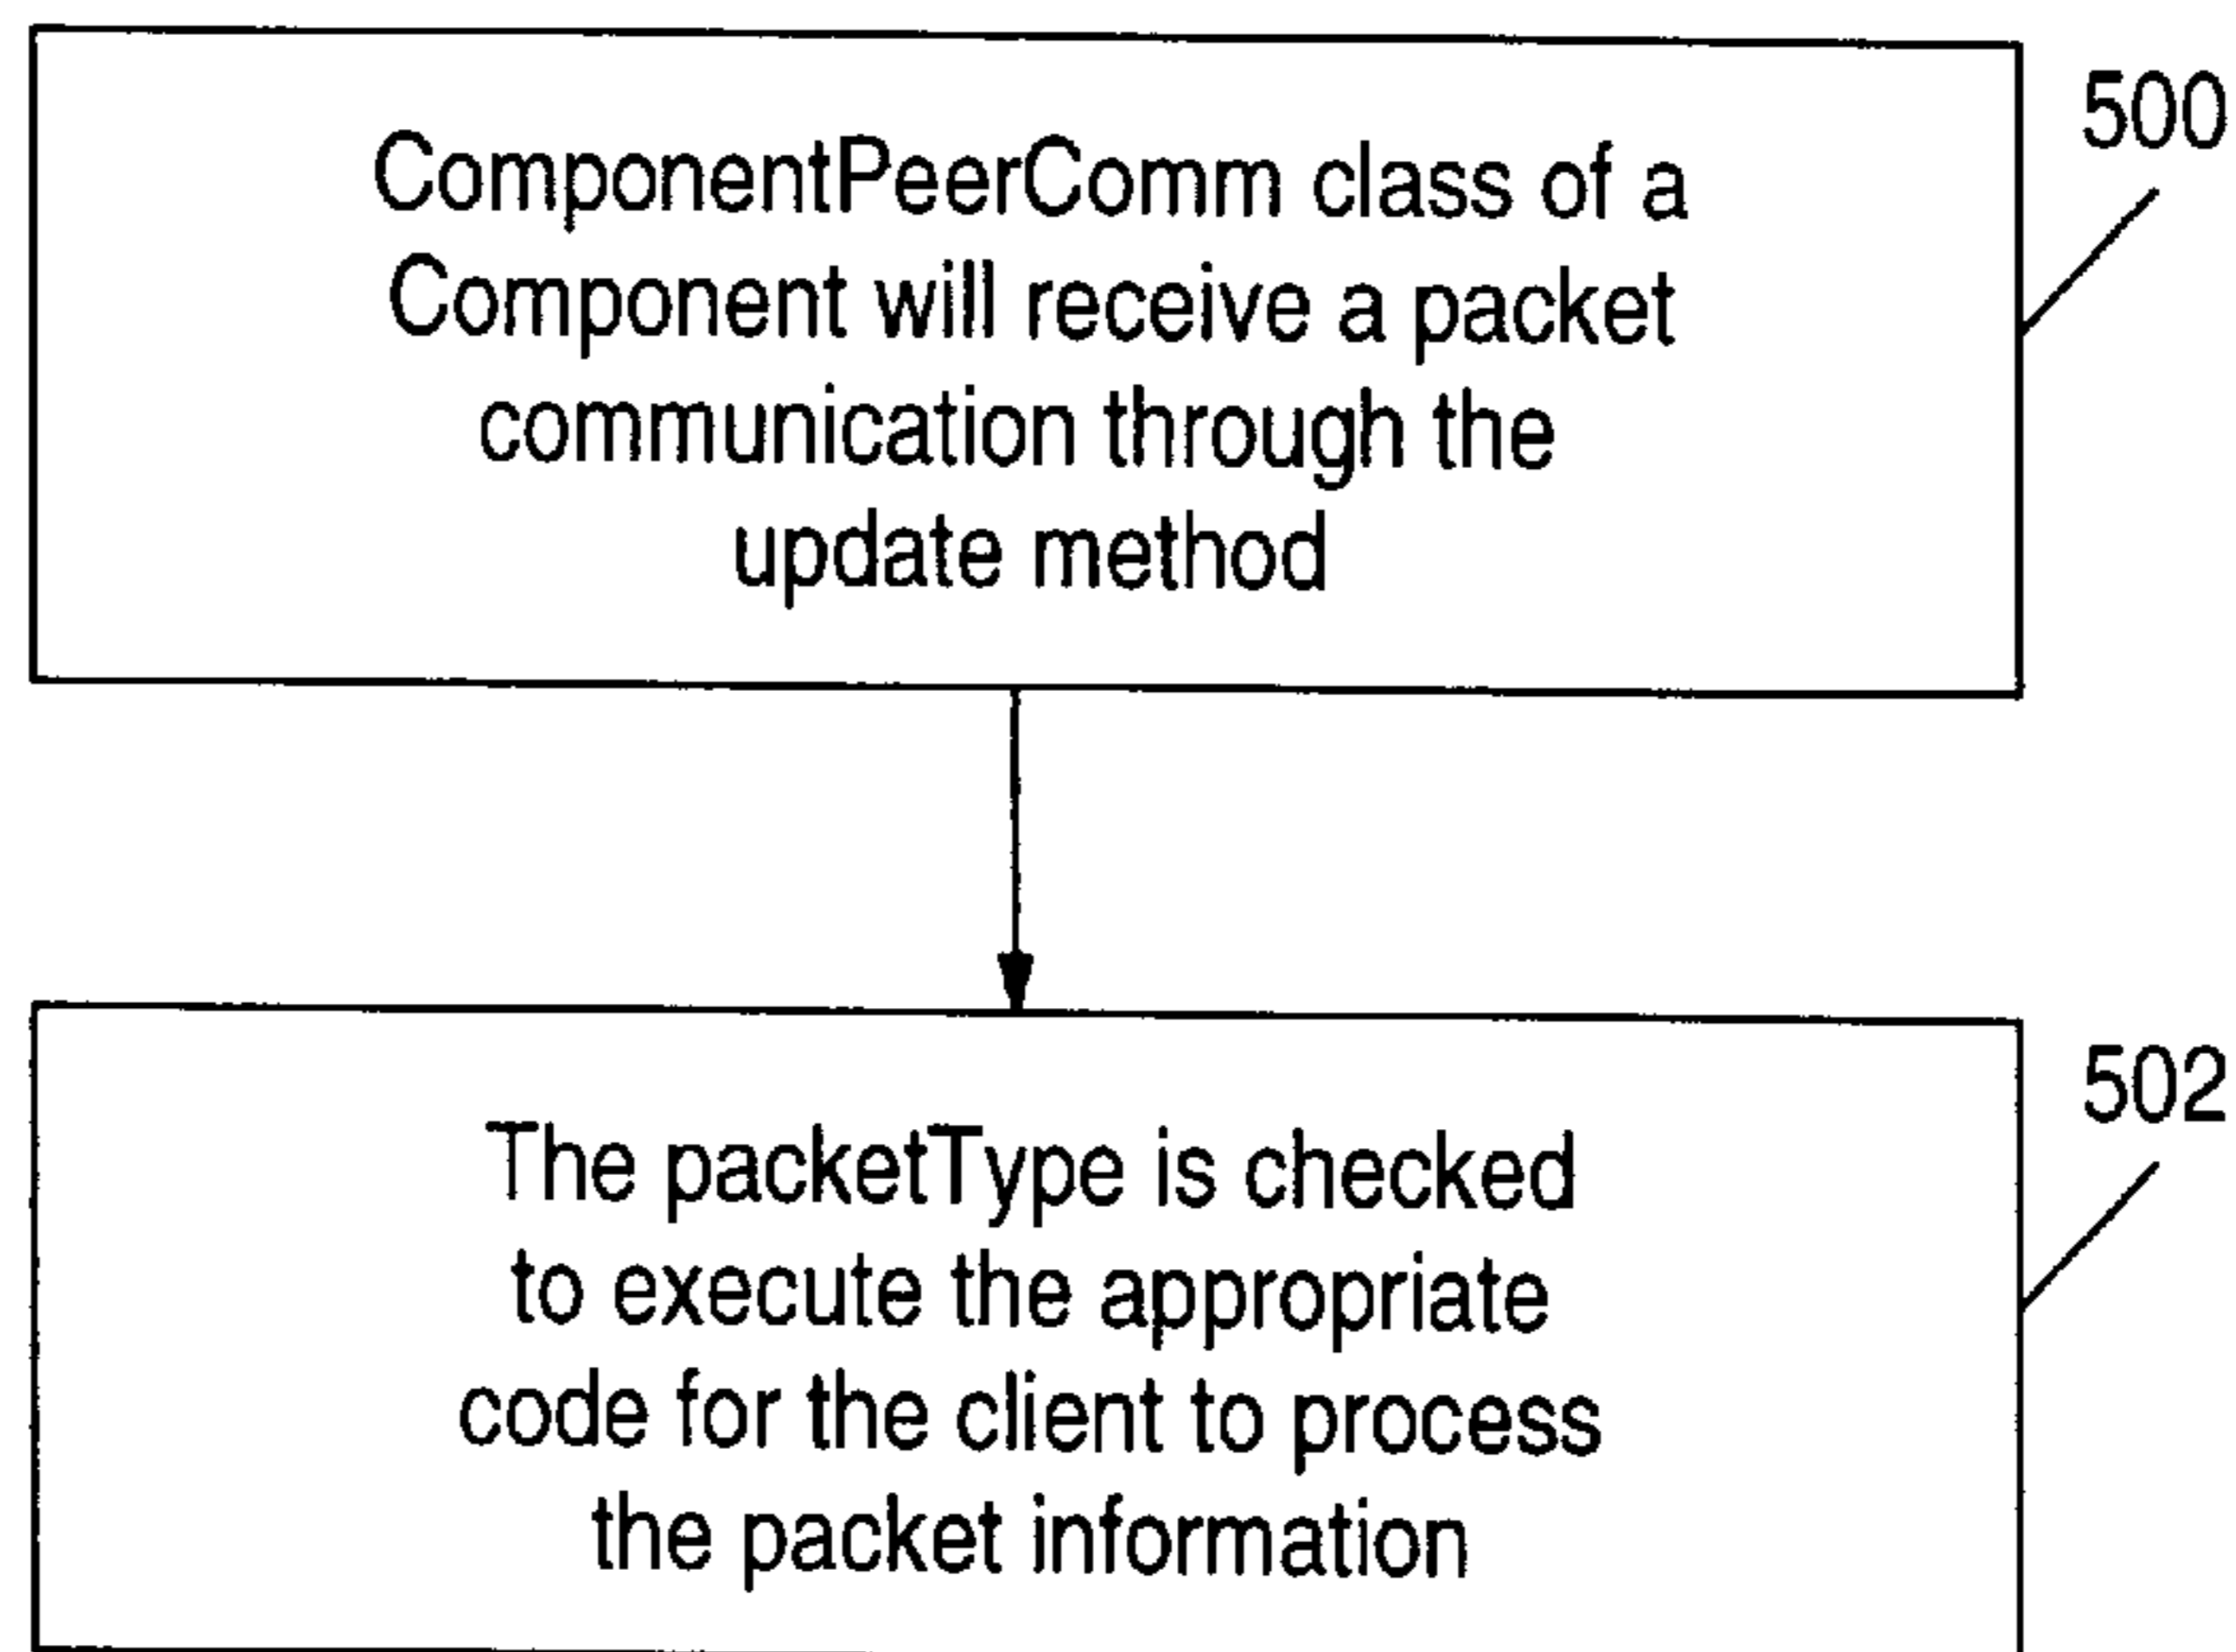 ComponentPeerComm class of a
Component will receive a packet
communication through the
update method
500
The packetType is checked
to execute the appropriate
code for the client to process
the packet information
502